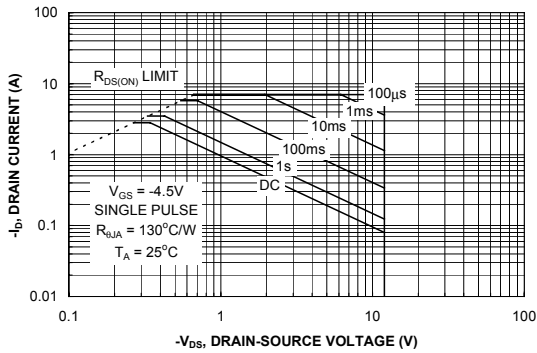 100
10
1
0.1
0.01
-I_D, DRAIN CURRENT (A)
R_DS(ON) LIMIT
100μs
1ms
10ms
100ms
1s
DC
V_GS = -4.5V
SINGLE PULSE
R_θJA = 130°C/W
T_A = 25°C
0.1
1
10
100
-V_DS, DRAIN-SOURCE VOLTAGE (V)